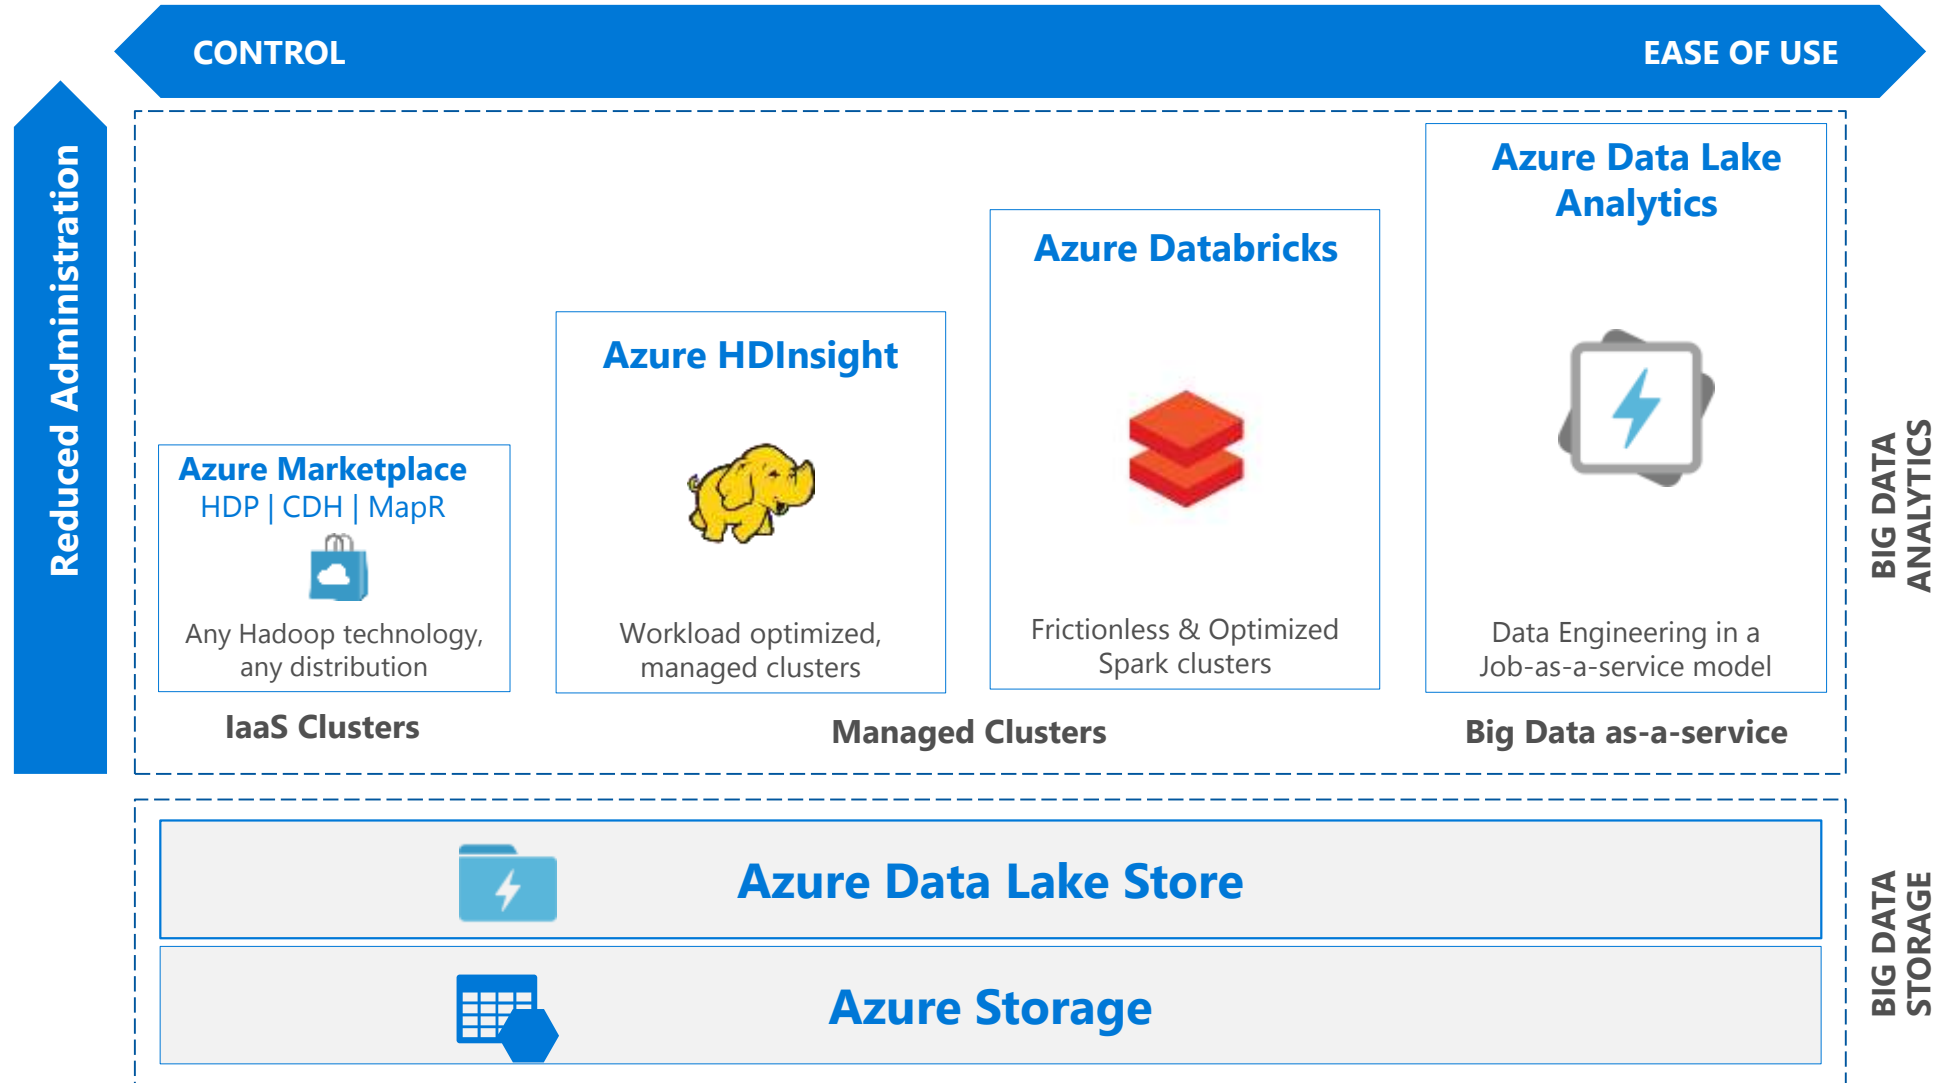 CONTROL
EASE OF USE
Reduced Administration
Azure Marketplace
HDP | CDH | MapR
Any Hadoop technology,
any distribution
IaaS Clusters
Azure HDInsight
Workload optimized,
managed clusters
Azure Databricks
Frictionless & Optimized
Spark clusters
Managed Clusters
Azure Data Lake
Analytics
Data Engineering in a
Job-as-a-service model
Big Data as-a-service
BIG DATA
ANALYTICS
Azure Data Lake Store
Azure Storage
BIG DATA
STORAGE